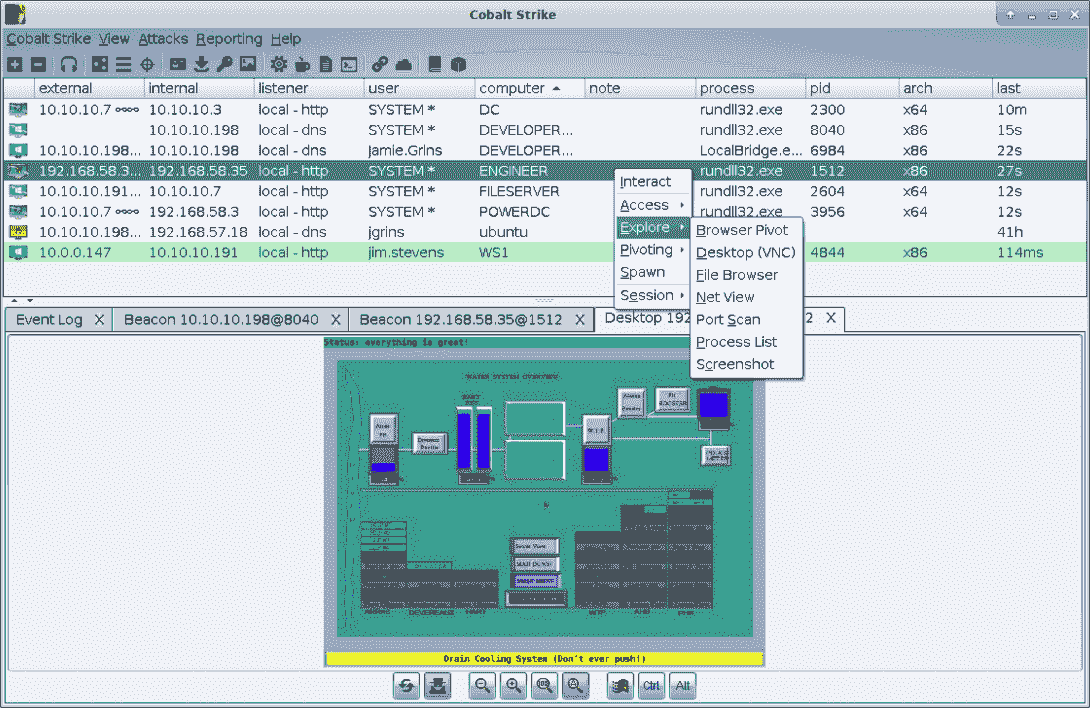 Cobalt Strike
Cobalt Strike View Attacks Reporting Help
external internal listener user computer note process pid arch last
10.10.10.7 10.10.10.3 local - http SYSTEM * DC rundll32.exe 2300 x64 10m
10.10.10.198 local - dns SYSTEM * DEVELOPER... rundll32.exe 8040 x86 15s
10.10.10.198... 10.10.10.198 local - dns jamie.Grins DEVELOPER... LocalBridge.e... 6984 x86 22s
192.168.58.3... 192.168.58.35 local - http SYSTEM * ENGINEER rundll32.exe 1512 x86 27s
10.10.10.191... 10.10.10.7 local - http SYSTEM * FILESERVER rundll32.exe 2604 x64 12s
10.10.10.7 192.168.58.3 local - http SYSTEM * POWERDC rundll32.exe 3956 x64 12s
10.10.10.198... 192.168.57.18 local - dns jgrins ubuntu 41h
10.0.0.147 10.10.10.191 local - http jim.stevens WS1 4844 x86 114ms
Interact
Access
Explore
Pivoting
Spawn
Session
Browser Pivot
Desktop (VNC)
File Browser
Net View
Port Scan
Process List
Screenshot
Event Log X Beacon 10.10.10.198@8040 X Beacon 192.168.58.35@1512 X Desktop 192 2 X
Status: everything is great!
WATER SYSTEM OVERVIEW
Drain Cooling System (Don't ever push!)
Ctrl Alt